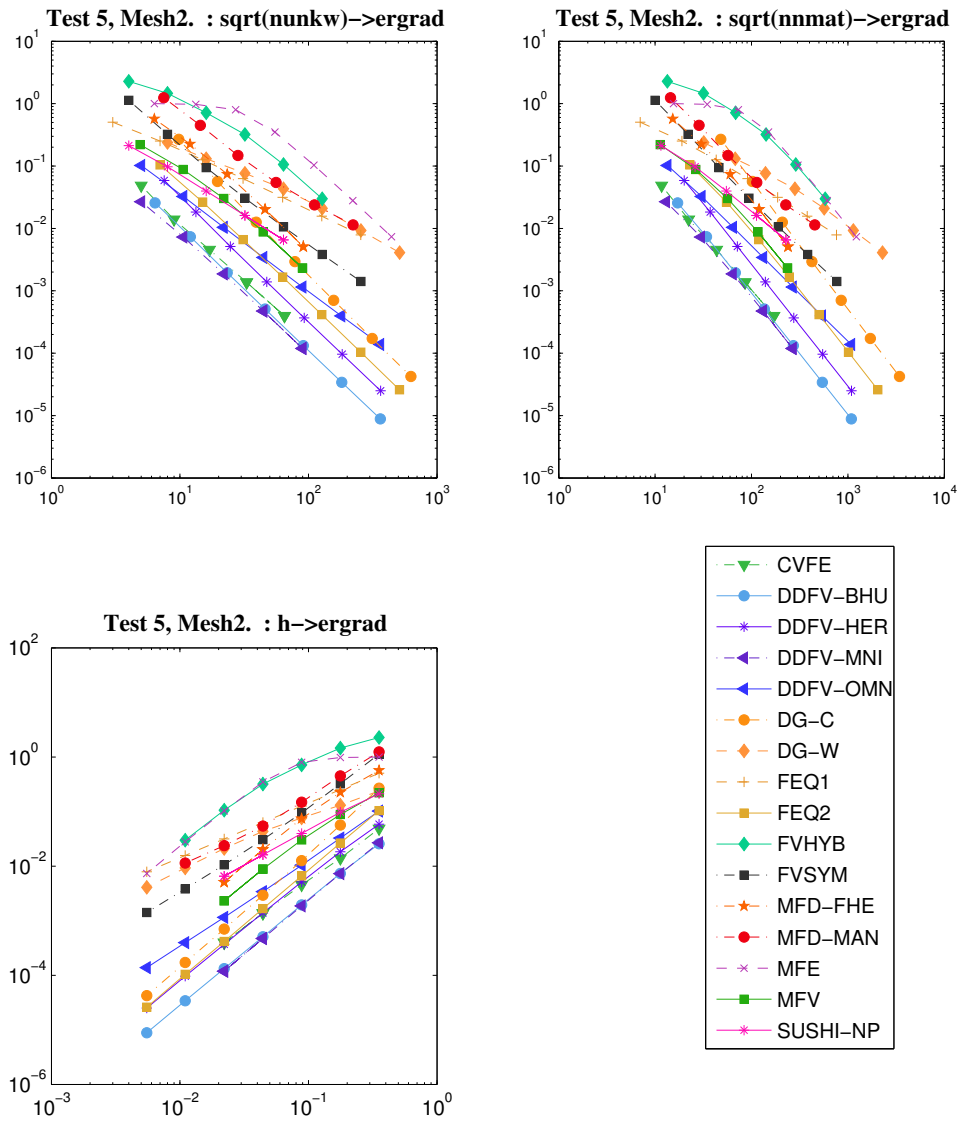 Test 5, Mesh2. : sqrt(nunkw)->ergrad
10^1
10^0
10^-1
10^-2
10^-3
10^-4
10^-5
10^-6
10^0 10^1 10^2 10^3
Test 5, Mesh2. : sqrt(nnmat)->ergrad
10^1
10^0
10^-1
10^-2
10^-3
10^-4
10^-5
10^-6
10^0 10^1 10^2 10^3 10^4
Test 5, Mesh2. : h->ergrad
10^2
10^0
10^-2
10^-4
10^-6
10^-3 10^-2 10^-1 10^0
CVFE
DDFV-BHU
DDFV-HER
DDFV-MNI
DDFV-OMN
DG-C
DG-W
FEQ1
FEQ2
FVHYB
FVSYM
MFD-FHE
MFD-MAN
MFE
MFV
SUSHI-NP